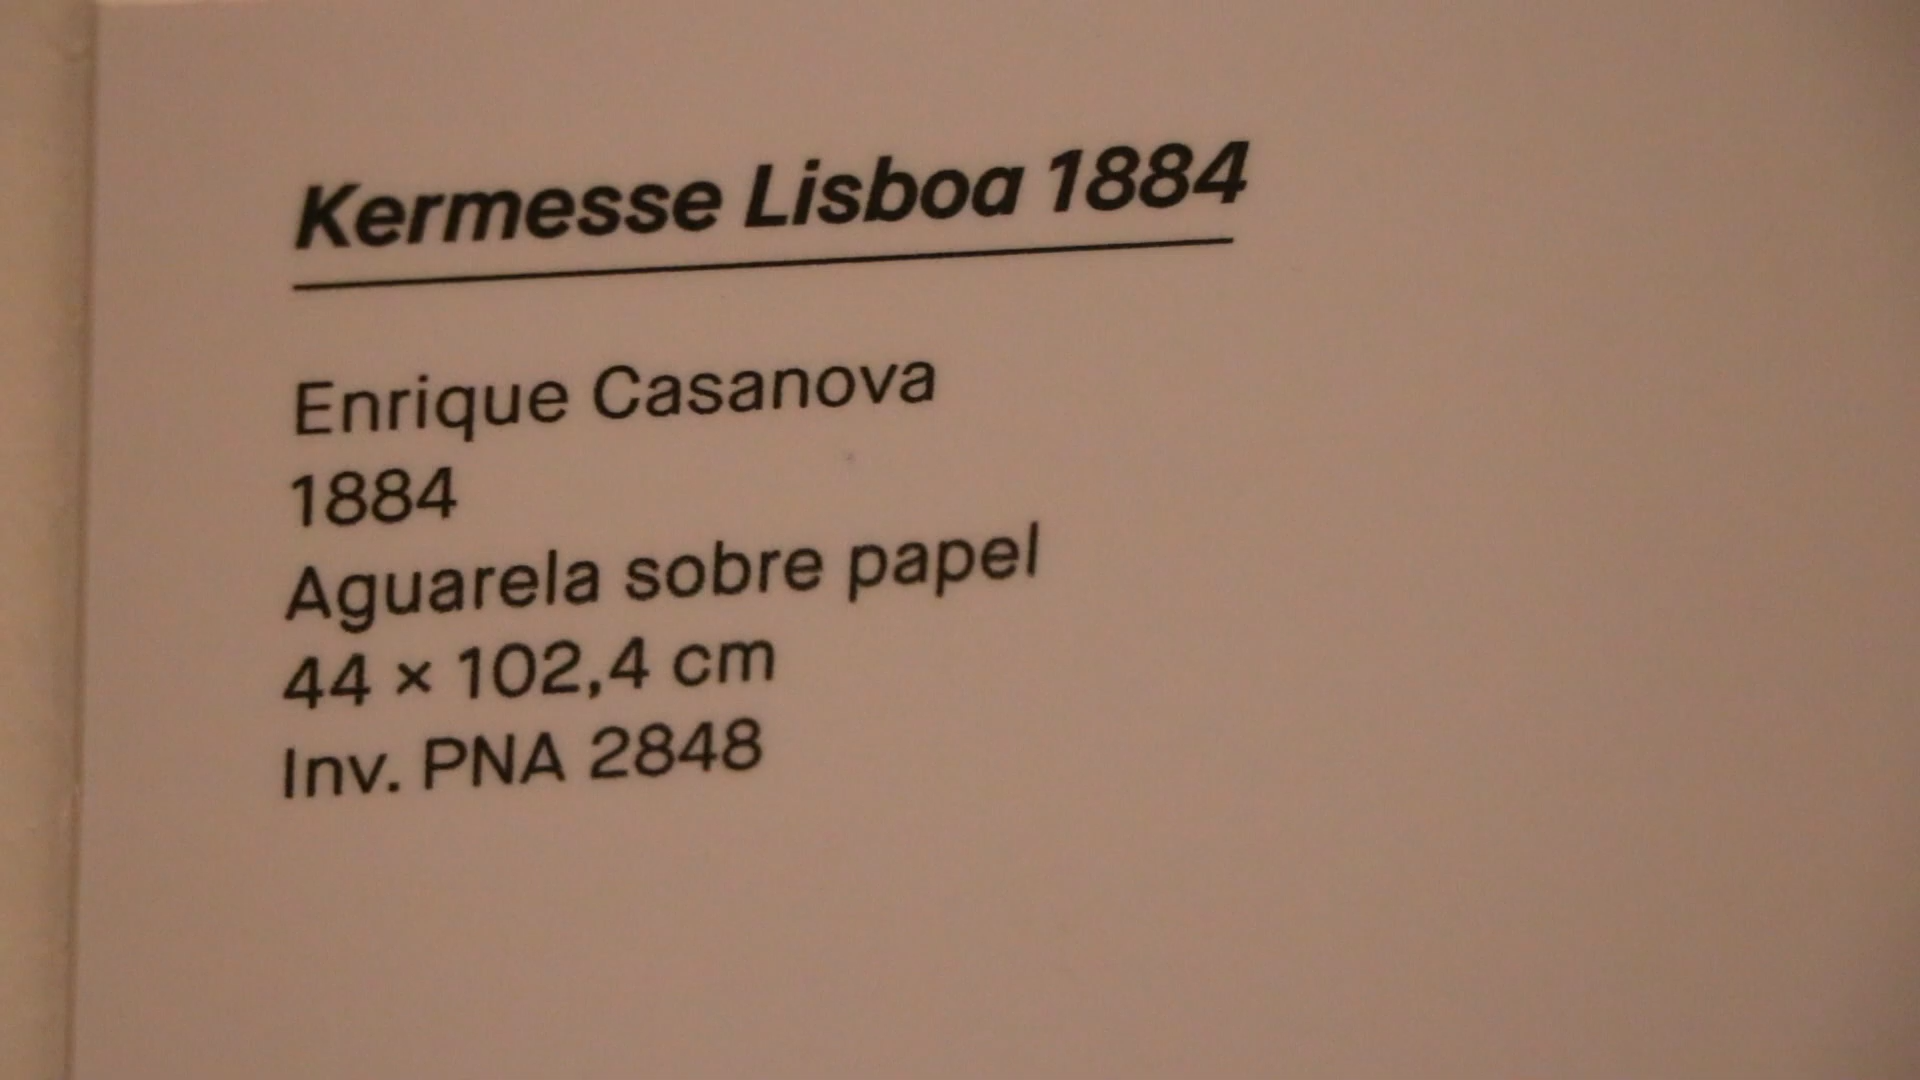 Kermesse Lisboa 1884
Enrique Casanova
1884
Aguarela sobre papel
44 × 102,4 cm
Inv. PNA 2848